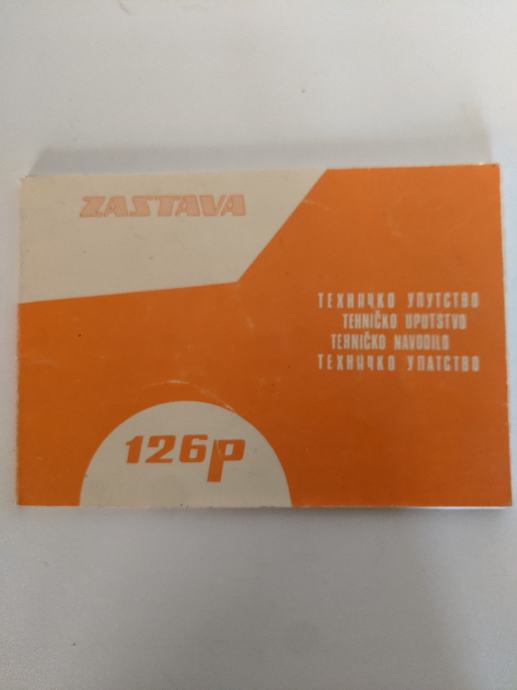 ZASTAVA
ТЕХНИЧКО УПУТСТВО
TEHNIČKO UPUTSTVO
TEHNIČKO NAVODILO
ТЕХНИЧКО УПАТСТВО
126p